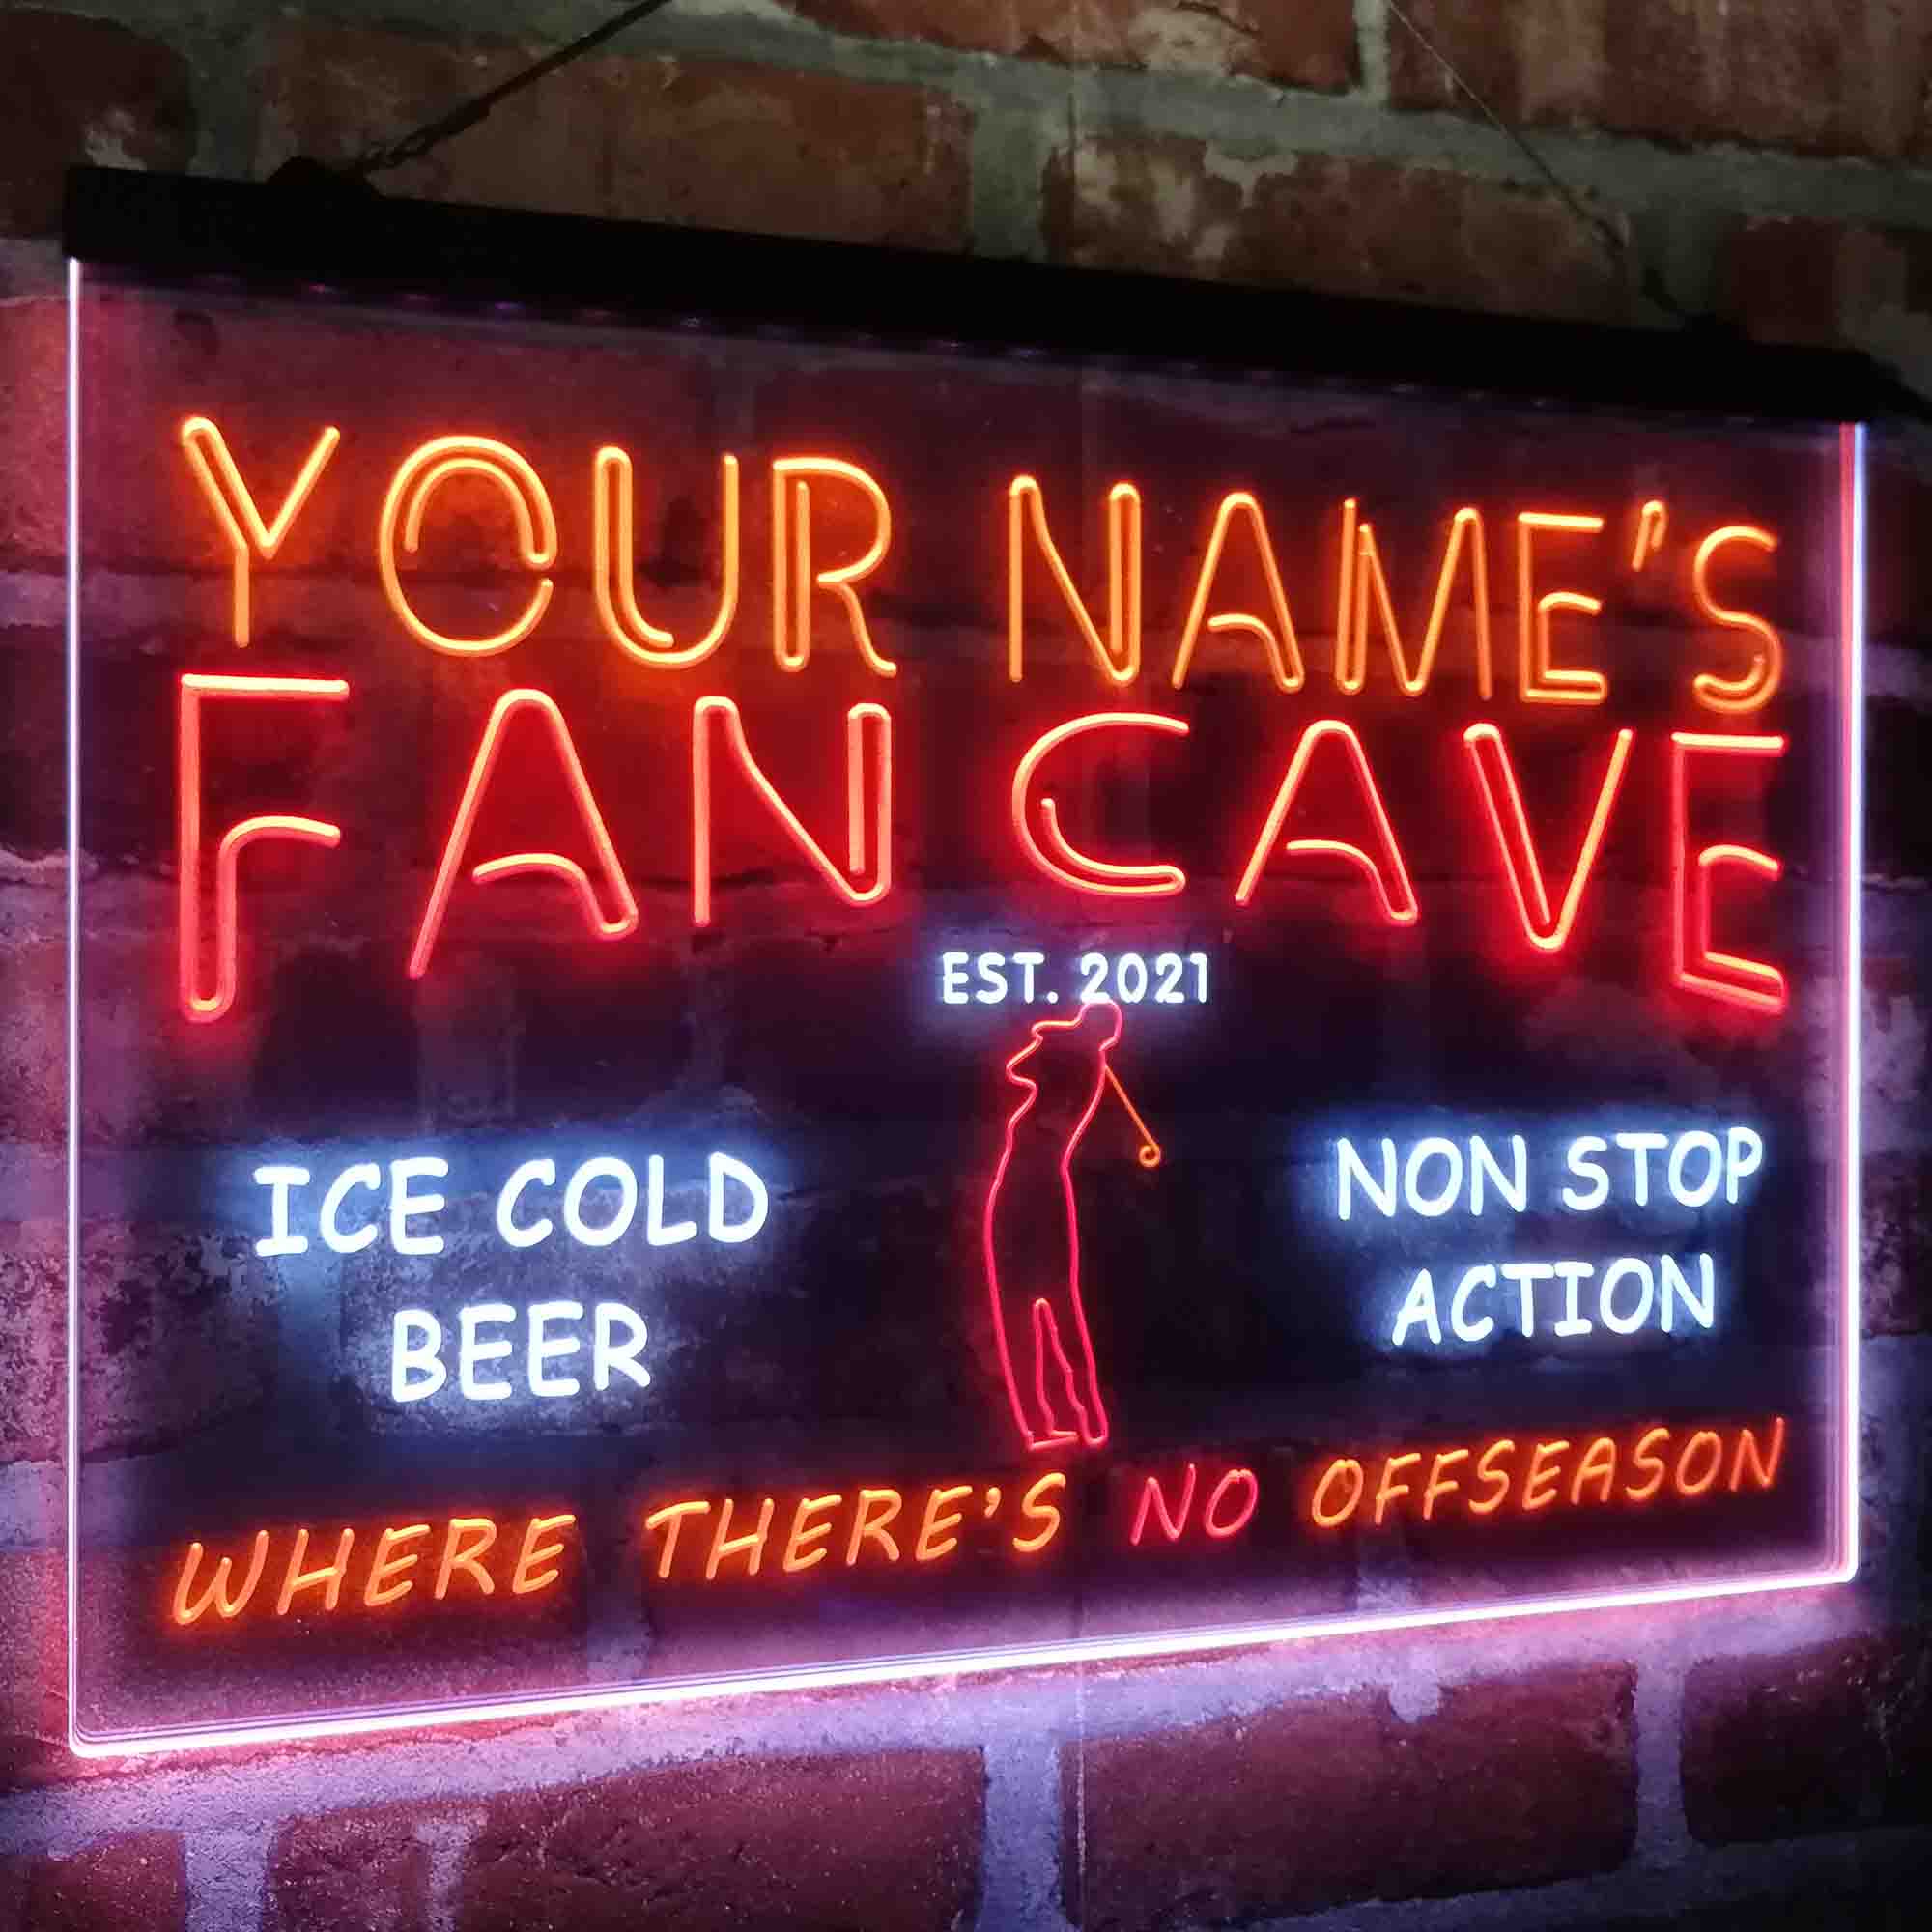 YOUR NAME'S
FAN CAVE
EST. 2021
ICE COLD
BEER
NON STOP
ACTION
WHERE THERE'S NO OFFSEASON